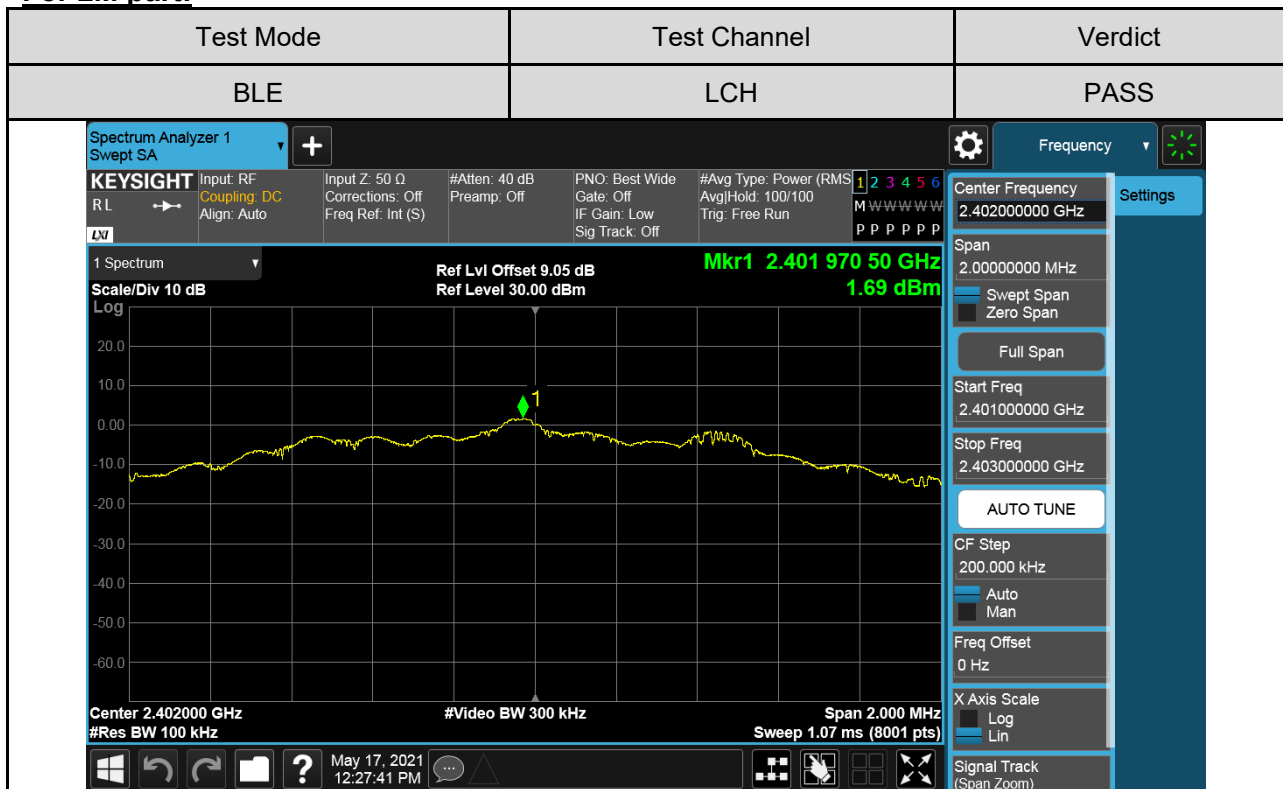 Test Mode Test Channel Verdict
BLE LCH PASS
Spectrum Analyzer 1
Swept SA
+
Frequency
KEYSIGHT
RL
LXI
Input: RF
Coupling: DC
Align: Auto
Input Z: 50 Ω
Corrections: Off
Freq Ref: Int (S)
#Atten: 40 dB
Preamp: Off
PNO: Best Wide
Gate: Off
IF Gain: Low
Sig Track: Off
#Avg Type: Power (RMS
Avg|Hold: 100/100
Trig: Free Run
1 2 3 4 5 6
M W W W W W
P P P P P P
1 Spectrum
Scale/Div 10 dB
Ref Lvl Offset 9.05 dB
Ref Level 30.00 dBm
Mkr1 2.401 970 50 GHz
1.69 dBm
Log
20.0
10.0
0.00
-10.0
-20.0
-30.0
-40.0
-50.0
-60.0
1
Center 2.402000 GHz
#Res BW 100 kHz
#Video BW 300 kHz
Span 2.000 MHz
Sweep 1.07 ms (8001 pts)
?
May 17, 2021
12:27:41 PM
Center Frequency
2.402000000 GHz
Settings
Span
2.00000000 MHz
Swept Span
Zero Span
Full Span
Start Freq
2.401000000 GHz
Stop Freq
2.403000000 GHz
AUTO TUNE
CF Step
200.000 kHz
Auto
Man
Freq Offset
0 Hz
X Axis Scale
Log
Lin
Signal Track
(Span Zoom)